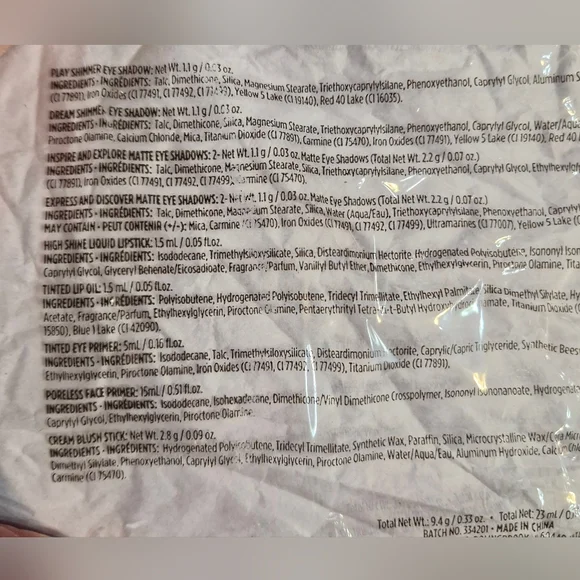 PLAY SHIMMER EYE SHADOW: Net Wt. 1.1 g / 0.03 oz.
INGREDIENTS · INGRÉDIENTS: Talc, Dimethicone, Silica, Magnesium Stearate, Triethoxycaprylylsilane, Phenoxyethanol, Caprylyl Glycol, Aluminum S
(CI 77891), Iron Oxides (CI 77491, CI 77492, CI 77499), Yellow 5 Lake (CI 19140), Red 40 Lake (CI 16035).
DREAM SHIMMER EYE SHADOW: Net Wt. 1.1 g / 0.03 oz.
INGREDIENTS · INGRÉDIENTS: Talc, Dimethicone, Silica, Magnesium Stearate, Triethoxycaprylylsilane, Phenoxyethanol, Caprylyl Glycol, Water/Aqu
Piroctone Olamine, Calcium Chloride, Mica, Titanium Dioxide (CI 77891), Carmine (CI 75470), Iron Oxides (CI 77491), Yellow 5 Lake (CI 19140), Red 40
INSPIRE AND EXPLORE MATTE EYE SHADOWS: 2- Net Wt. 1.1 g / 0.03 oz. Matte Eye Shadows (Total Net Wt. 2.2 g / 0.07 oz.)
INGREDIENTS · INGRÉDIENTS: Talc, Dimethicone, Magnesium Stearate, Silica, Triethoxycaprylylsilane, Phenoxyethanol, Caprylyl Glycol, Ethylhexylgly
(CI 77891), Iron Oxides (CI 77491, CI 77492, CI 77499), Carmine (CI 75470).
EXPRESS AND DISCOVER MATTE EYE SHADOWS: 2- Net Wt. 1.1 g / 0.03 oz. Matte Eye Shadows (Total Net Wt. 2.2 g / 0.07 oz.)
INGREDIENTS · INGRÉDIENTS: Talc, Dimethicone, Magnesium Stearate, Silica, Water (Aqua/Eau), Triethoxycaprylylsilane, Phenoxyethanol, Capryly
MAY CONTAIN · PEUT CONTENIR (+/-): Mica, Carmine (CI 75470), Iron Oxides (CI 77491, CI 77492, CI 77499), Ultramarines (CI 77007), Yellow 5 Lake (C
HIGH SHINE LIQUID LIPSTICK: 1.5 mL / 0.05 fl.oz.
INGREDIENTS · INGRÉDIENTS: Isododecane, Trimethylsiloxysilicate, Silica, Disteardimonium Hectorite, Hydrogenated Polyisobutene, Isononyl Ison
Caprylyl Glycol, Glyceryl Behenate/Eicosadioate, Fragrance/Parfum, Vanillyl Butyl Ether, Dimethicone, Ethylhexylglycerin, Piroctone Olamine, Tita
TINTED LIP OIL: 1.5 mL / 0.05 fl.oz.
INGREDIENTS · INGRÉDIENTS: Polyisobutene, Hydrogenated Polyisobutene, Tridecyl Trimellitate, Ethylhexyl Palmitate, Silica Dimethyl Silylate, Hy
Acetate, Fragrance/Parfum, Ethylhexylglycerin, Piroctone Olamine, Pentaerythrityl Tetra-Di-t-Butyl Titanium Dioxide (C
15850), Blue 1 Lake (CI 42090).
TINTED EYE PRIMER: 5mL / 0.16 fl.oz.
INGREDIENTS · INGRÉDIENTS: Isododecane, Talc, Trimethylsiloxysilicate, Disteardimonium Hectorite, Caprylic/Capric Triglyceride, Synthetic Bees
Ethylhexylglycerin, Piroctone Olamine, Iron Oxides (CI 77491, CI 77492, CI 77499), Titanium Dioxide (CI 77891).
PORELESS FACE PRIMER: 15mL / 0.51 fl.oz.
INGREDIENTS · INGRÉDIENTS: Isododecane, Isohexadecane, Dimethicone/Vinyl Dimethicone Crosspolymer, Isononyl Isononanoate, Hydrogena
Caprylyl Glycol, Ethylhexylglycerin, Piroctone Olamine.
CREAM BLUSH STICK: Net Wt. 2.8 g / 0.09 oz.
INGREDIENTS · INGRÉDIENTS: Hydrogenated Polyisobutene, Tridecyl Trimellitate, Synthetic Wax, Paraffin, Silica, Microcrystalline Wax/Cera Micr
Dimethyl Silylate, Phenoxyethanol, Caprylyl Glycol, Ethylhexylglycerin, Piroctone Olamine, Water/Aqua/Eau, Aluminum Hydroxide, Calcium Chlo
Carmine (CI 75470).
Total Net Wt.: 9.4 g / 0.33 oz. • Total Net: 23 mL /
BATCH NO. 334201 · MADE IN CHINA